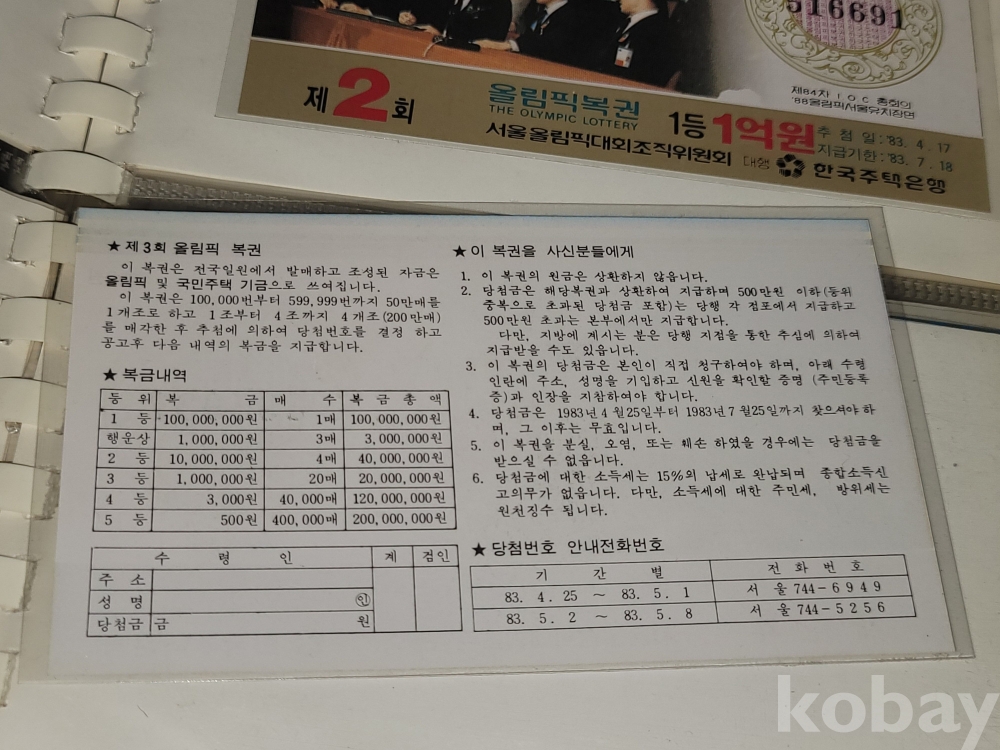 516691
제84차 IOC 총회의
'88올림픽서울유치장면
제2회
올림픽복권
THE OLYMPIC LOTTERY
1등 1억원
추첨일:'83. 4. 17
지급기한:'83. 7. 18
서울올림픽대회조직위원회 대행 한국주택은행
★ 제3회 올림픽 복권
이 복권은 전국일원에서 발매하고 조성된 자금은
올림픽 및 국민주택 기금으로 쓰여집니다.
이 복권은 100,000번부터 599,999번까지 50만매를
1개조로 하고 1조부터 4조까지 4개조(200만매)
를 매각한 후 추첨에 의하여 당첨번호를 결정 하고
공고후 다음 내역의 복금을 지급합니다.
★ 복금내역
등 위 복 금 매 수 복 금 총 액
1 등 100,000,000원 1매 100,000,000원
행운상 1,000,000원 3매 3,000,000원
2 등 10,000,000원 4매 40,000,000원
3 등 1,000,000원 20매 20,000,000원
4 등 3,000원 40,000매 120,000,000원
5 등 500원 400,000매 200,000,000원
수 령 인 계 검인
주 소
성 명 ㊞
당첨금 금 원
★ 이 복권을 사신분들에게
1. 이 복권의 원금은 상환하지 않읍니다.
2. 당첨금은 해당복권과 상환하여 지급하며 500만원 이하(등위
중복으로 초과된 당첨금 포함)는 당행 각 점포에서 지급하고
500만원 초과는 본부에서만 지급합니다.
다만, 지방에 계시는 분은 당행 지점을 통한 추심에 의하여
지급받을 수도 있읍니다.
3. 이 복권의 당첨금은 본인이 직접 청구하여야 하며, 아래 수령
인란에 주소, 성명을 기입하고 신원을 확인할 증명 (주민등록
증)과 인장을 지참하여야 합니다.
4. 당첨금은 1983년 4월25일부터 1983년 7월25일까지 찾으셔야 하
며, 그 이후는 무효입니다.
5. 이 복권을 분실, 오염, 또는 훼손 하였을 경우에는 당첨금을
받으실 수 없읍니다.
6. 당첨금에 대한 소득세는 15%의 납세로 완납되며 종합소득신
고의무가 없읍니다. 다만, 소득세에 대한 주민세, 방위세는
원천징수 됩니다.
★ 당첨번호 안내전화번호
기 간 별 전 화 번 호
83. 4. 25 ~ 83. 5. 1 서 울 744-6949
83. 5. 2 ~ 83. 5. 8 서 울 744-5256
kobay